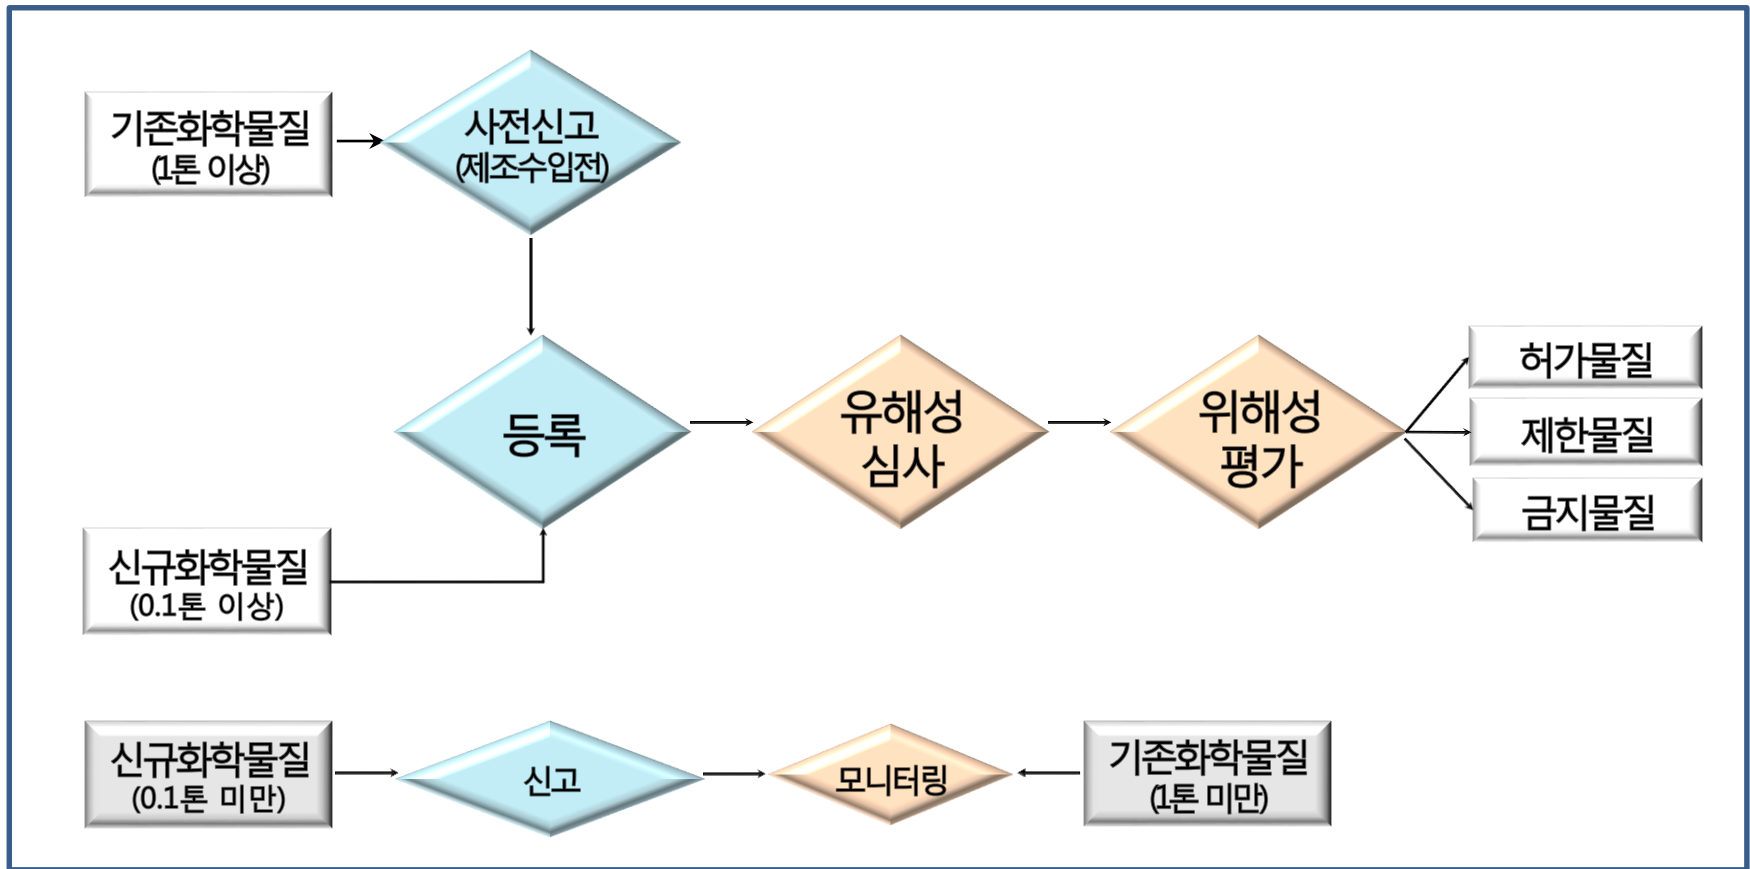 기존화학물질
(1톤 이상)
사전신고
(제조수입전)
등록
유해성
심사
위해성
평가
허가물질
제한물질
금지물질
신규화학물질
(0.1톤 이상)
신규화학물질
(0.1톤 미만)
신고
모니터링
기존화학물질
(1톤 미만)